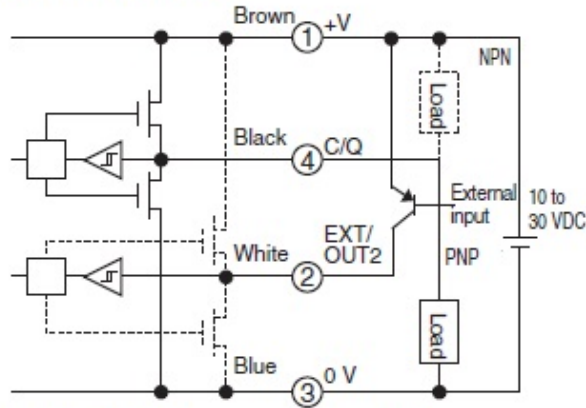 Brown
1
+V
NPN
Load
Black
4
C/Q
External
input
10 to
30 VDC
White
2
EXT/
OUT2
PNP
Load
Blue
3
0 V